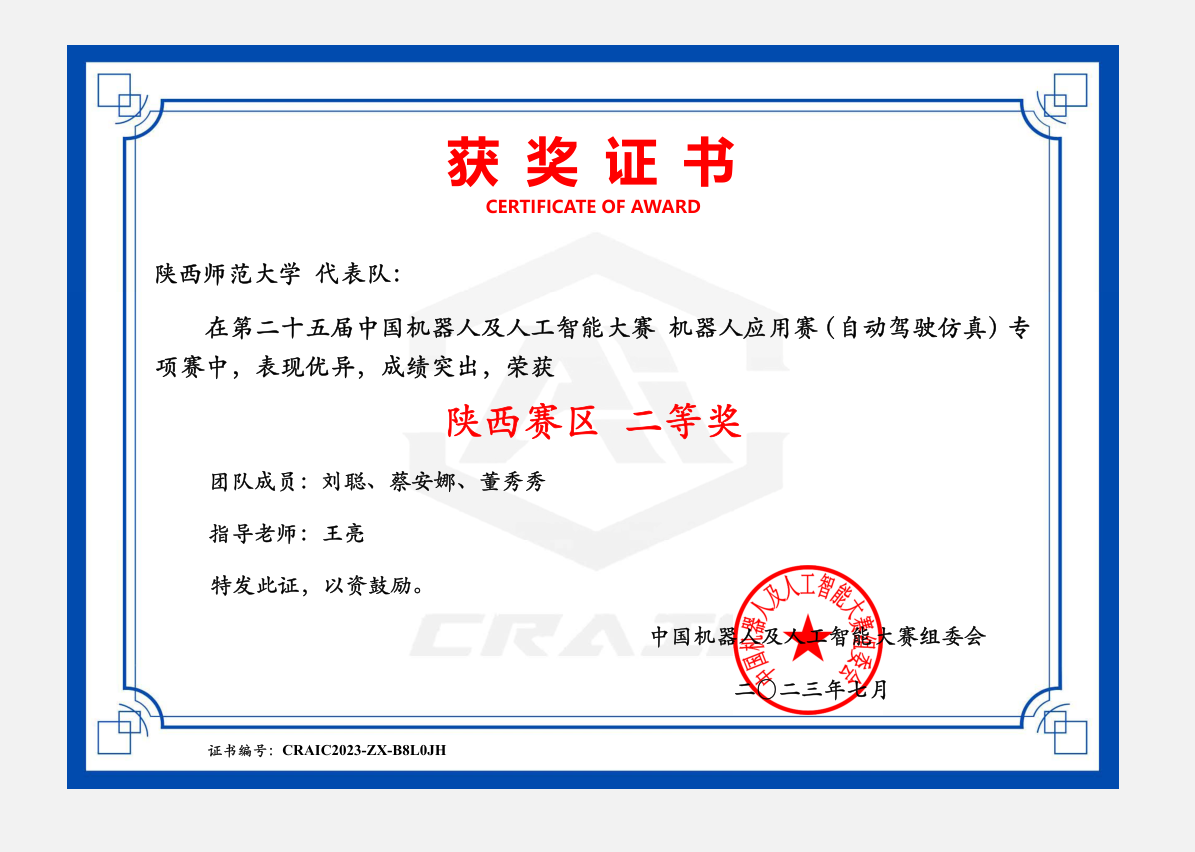 获奖证书
CERTIFICATE OF AWARD
陕西师范大学 代表队：
在第二十五届中国机器人及人工智能大赛 机器人应用赛（自动驾驶仿真）专
项赛中，表现优异，成绩突出，荣获
陕西赛区 二等奖
团队成员：刘聪、蔡安娜、董秀秀
指导老师：王亮
特发此证，以资鼓励。
中国机器人及人工智能大赛组委会
中国机器人及人工智能大赛组委会
二〇二三年七月
CRAIC
证书编号：CRAIC2023-ZX-B8L0JH